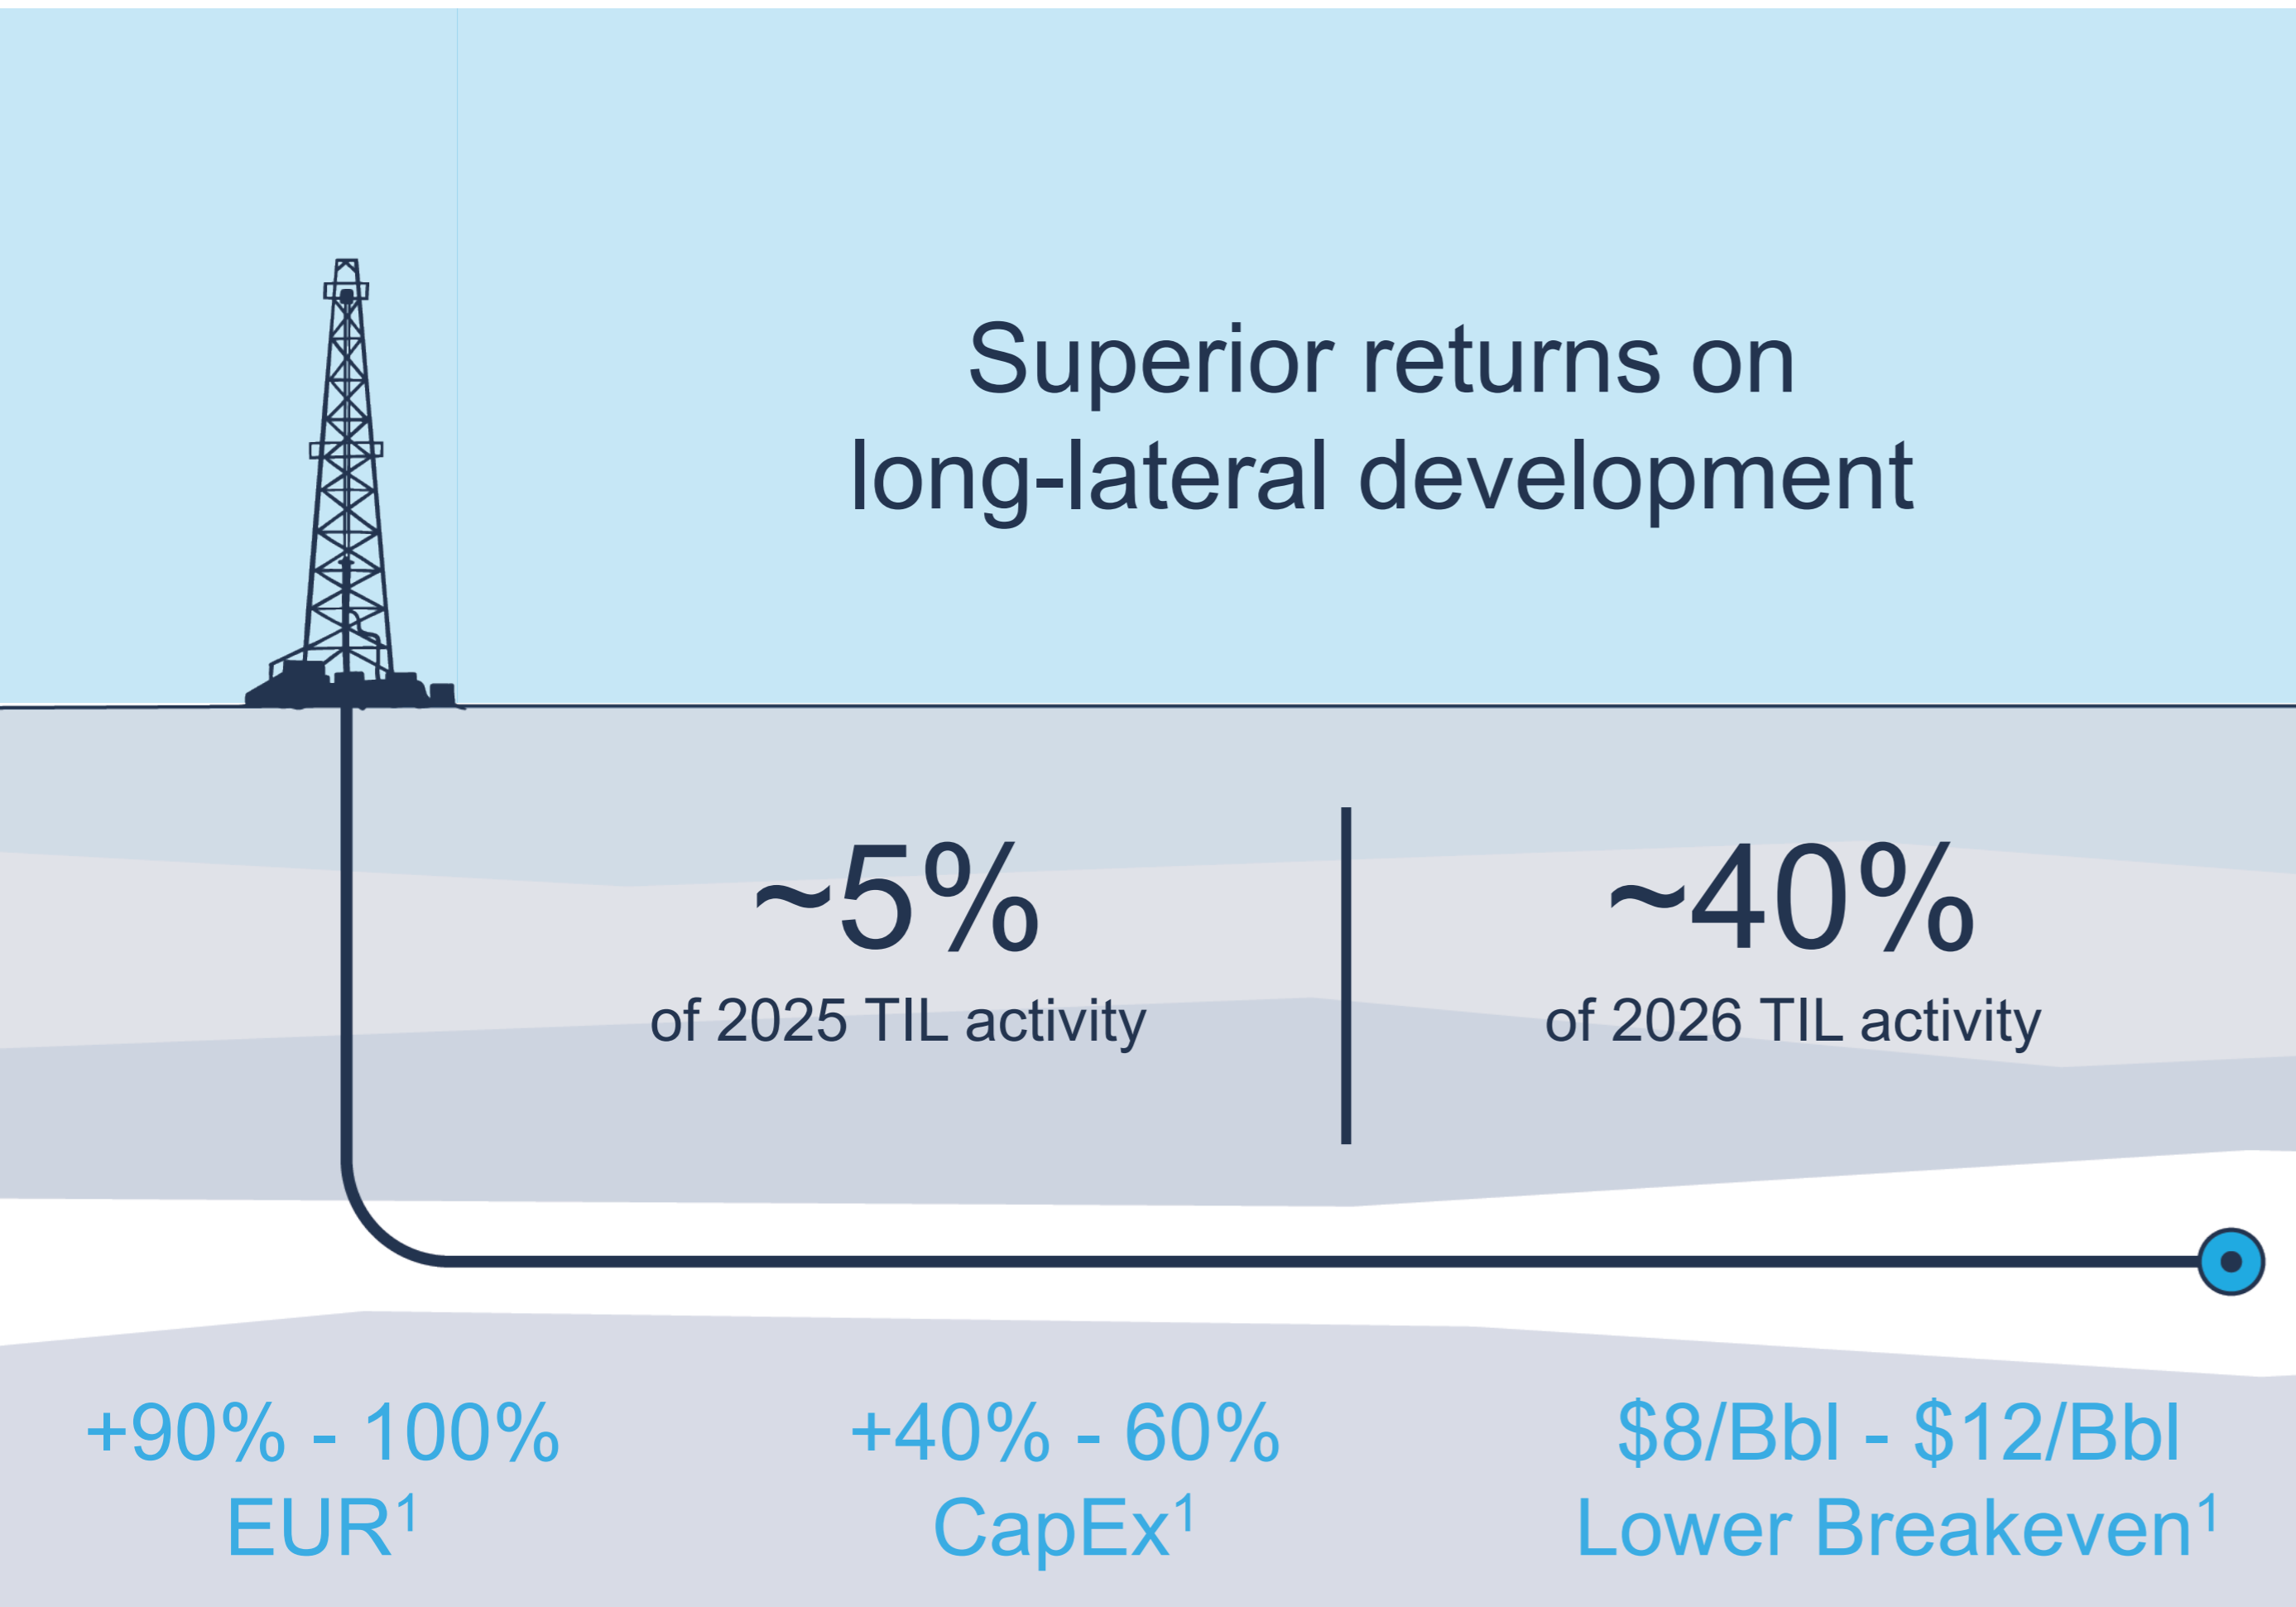 Superior returns on
long-lateral development
~5%
of 2025 TIL activity
~40%
of 2026 TIL activity
+90% - 100%
EUR¹
+40% - 60%
CapEx¹
$8/Bbl - $12/Bbl
Lower Breakeven¹